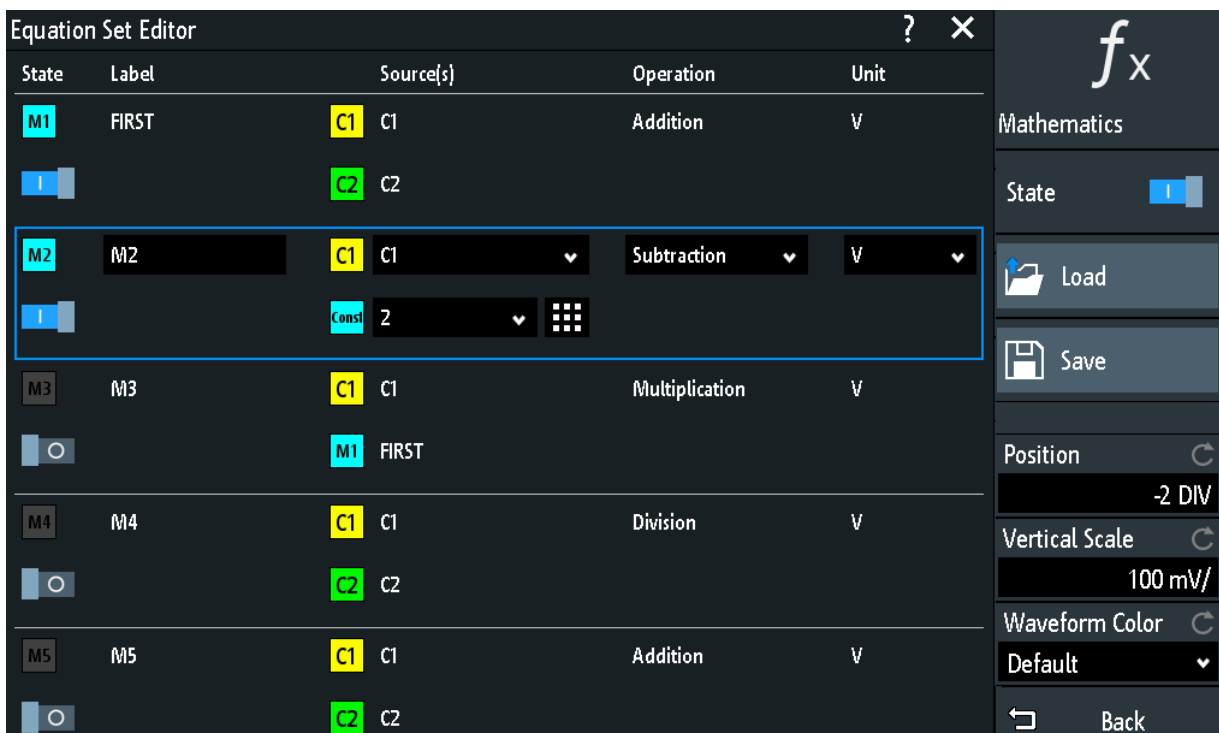 Equation Set Editor ? X
State Label Source(s) Operation Unit
M1 FIRST C1 C1 Addition V
I C2 C2
M2 M2 C1 C1 Subtraction V
I Const 2
M3 M3 C1 C1 Multiplication V
O M1 FIRST
M4 M4 C1 C1 Division V
O C2 C2
M5 M5 C1 C1 Addition V
O C2 C2
fx
Mathematics
State I
Load
Save
Position
-2 DIV
Vertical Scale
100 mV/
Waveform Color
Default
Back